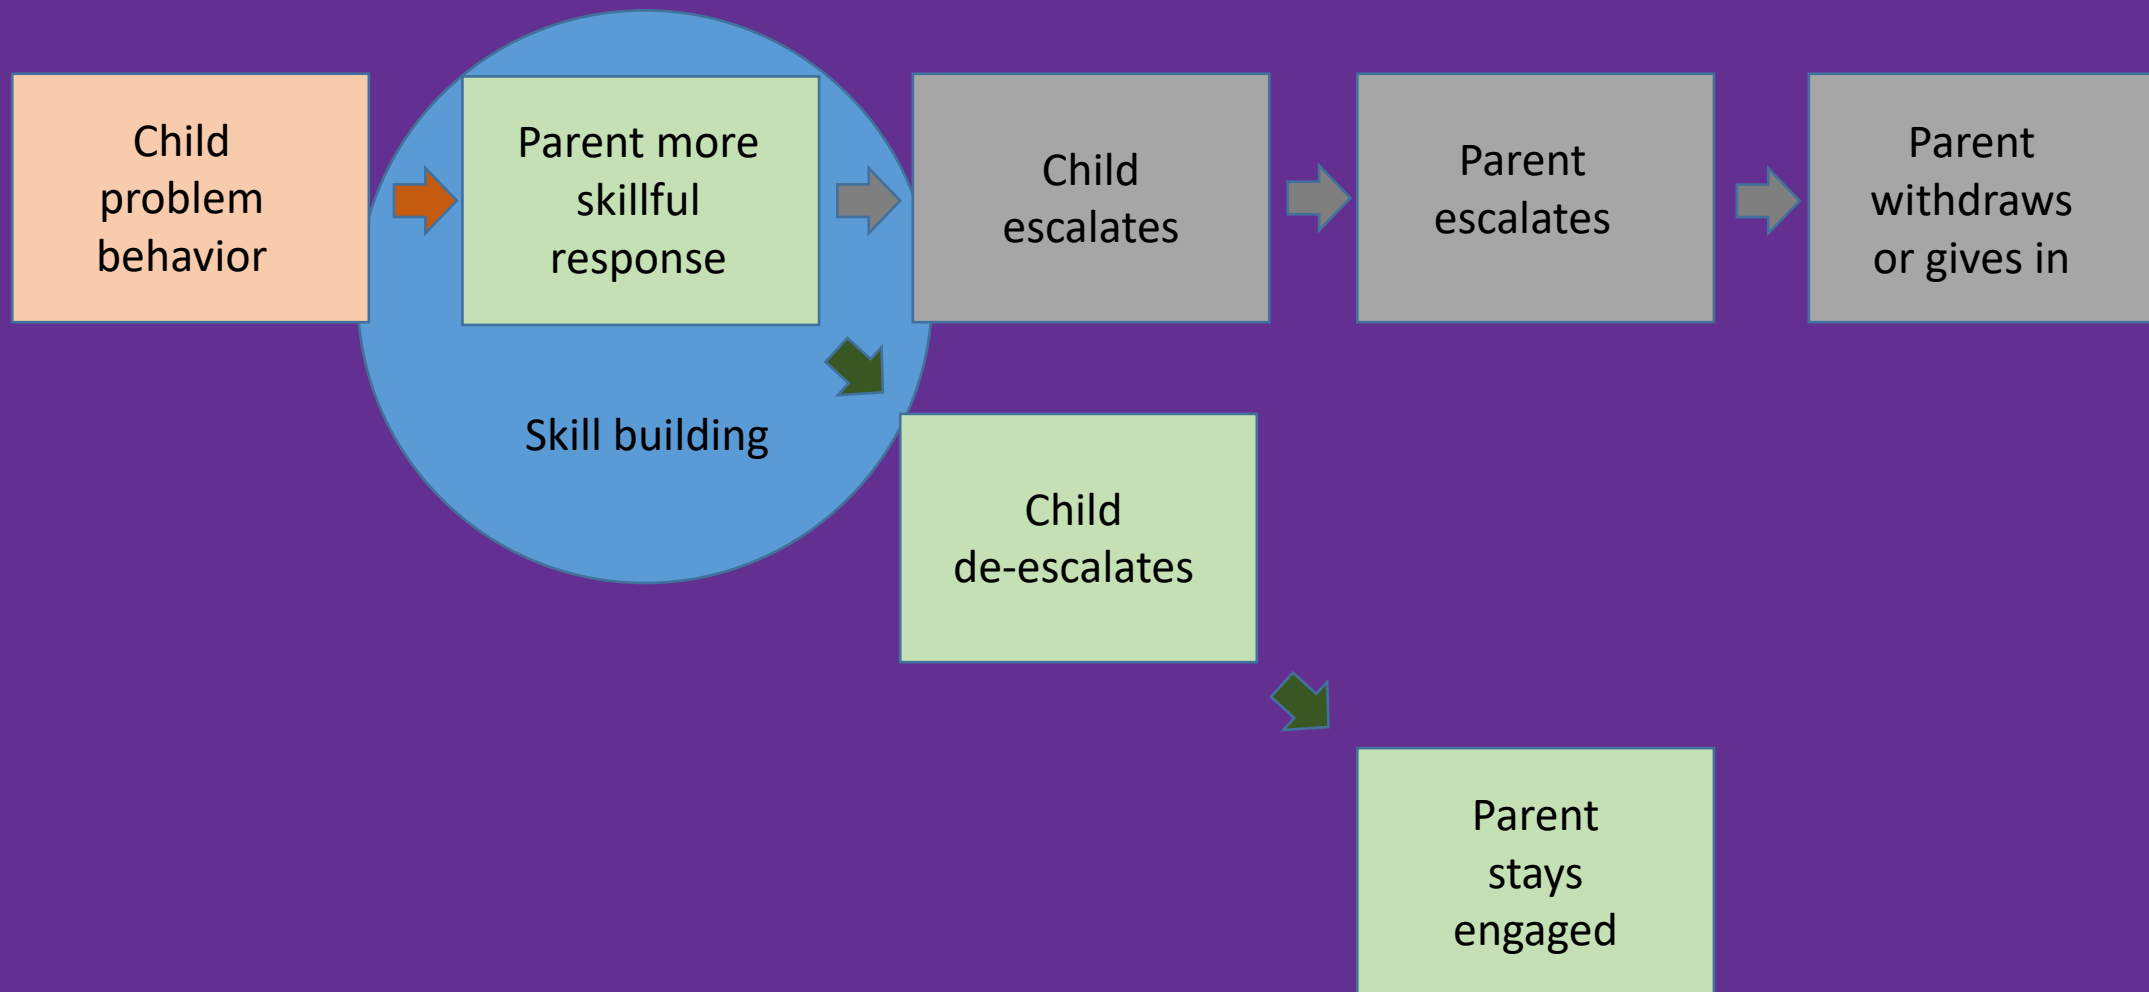 Child
problem
behavior
Parent more
skillful
response
Child
escalates
Parent
escalates
Parent
withdraws
or gives in
Skill building
Child
de-escalates
Parent
stays
engaged